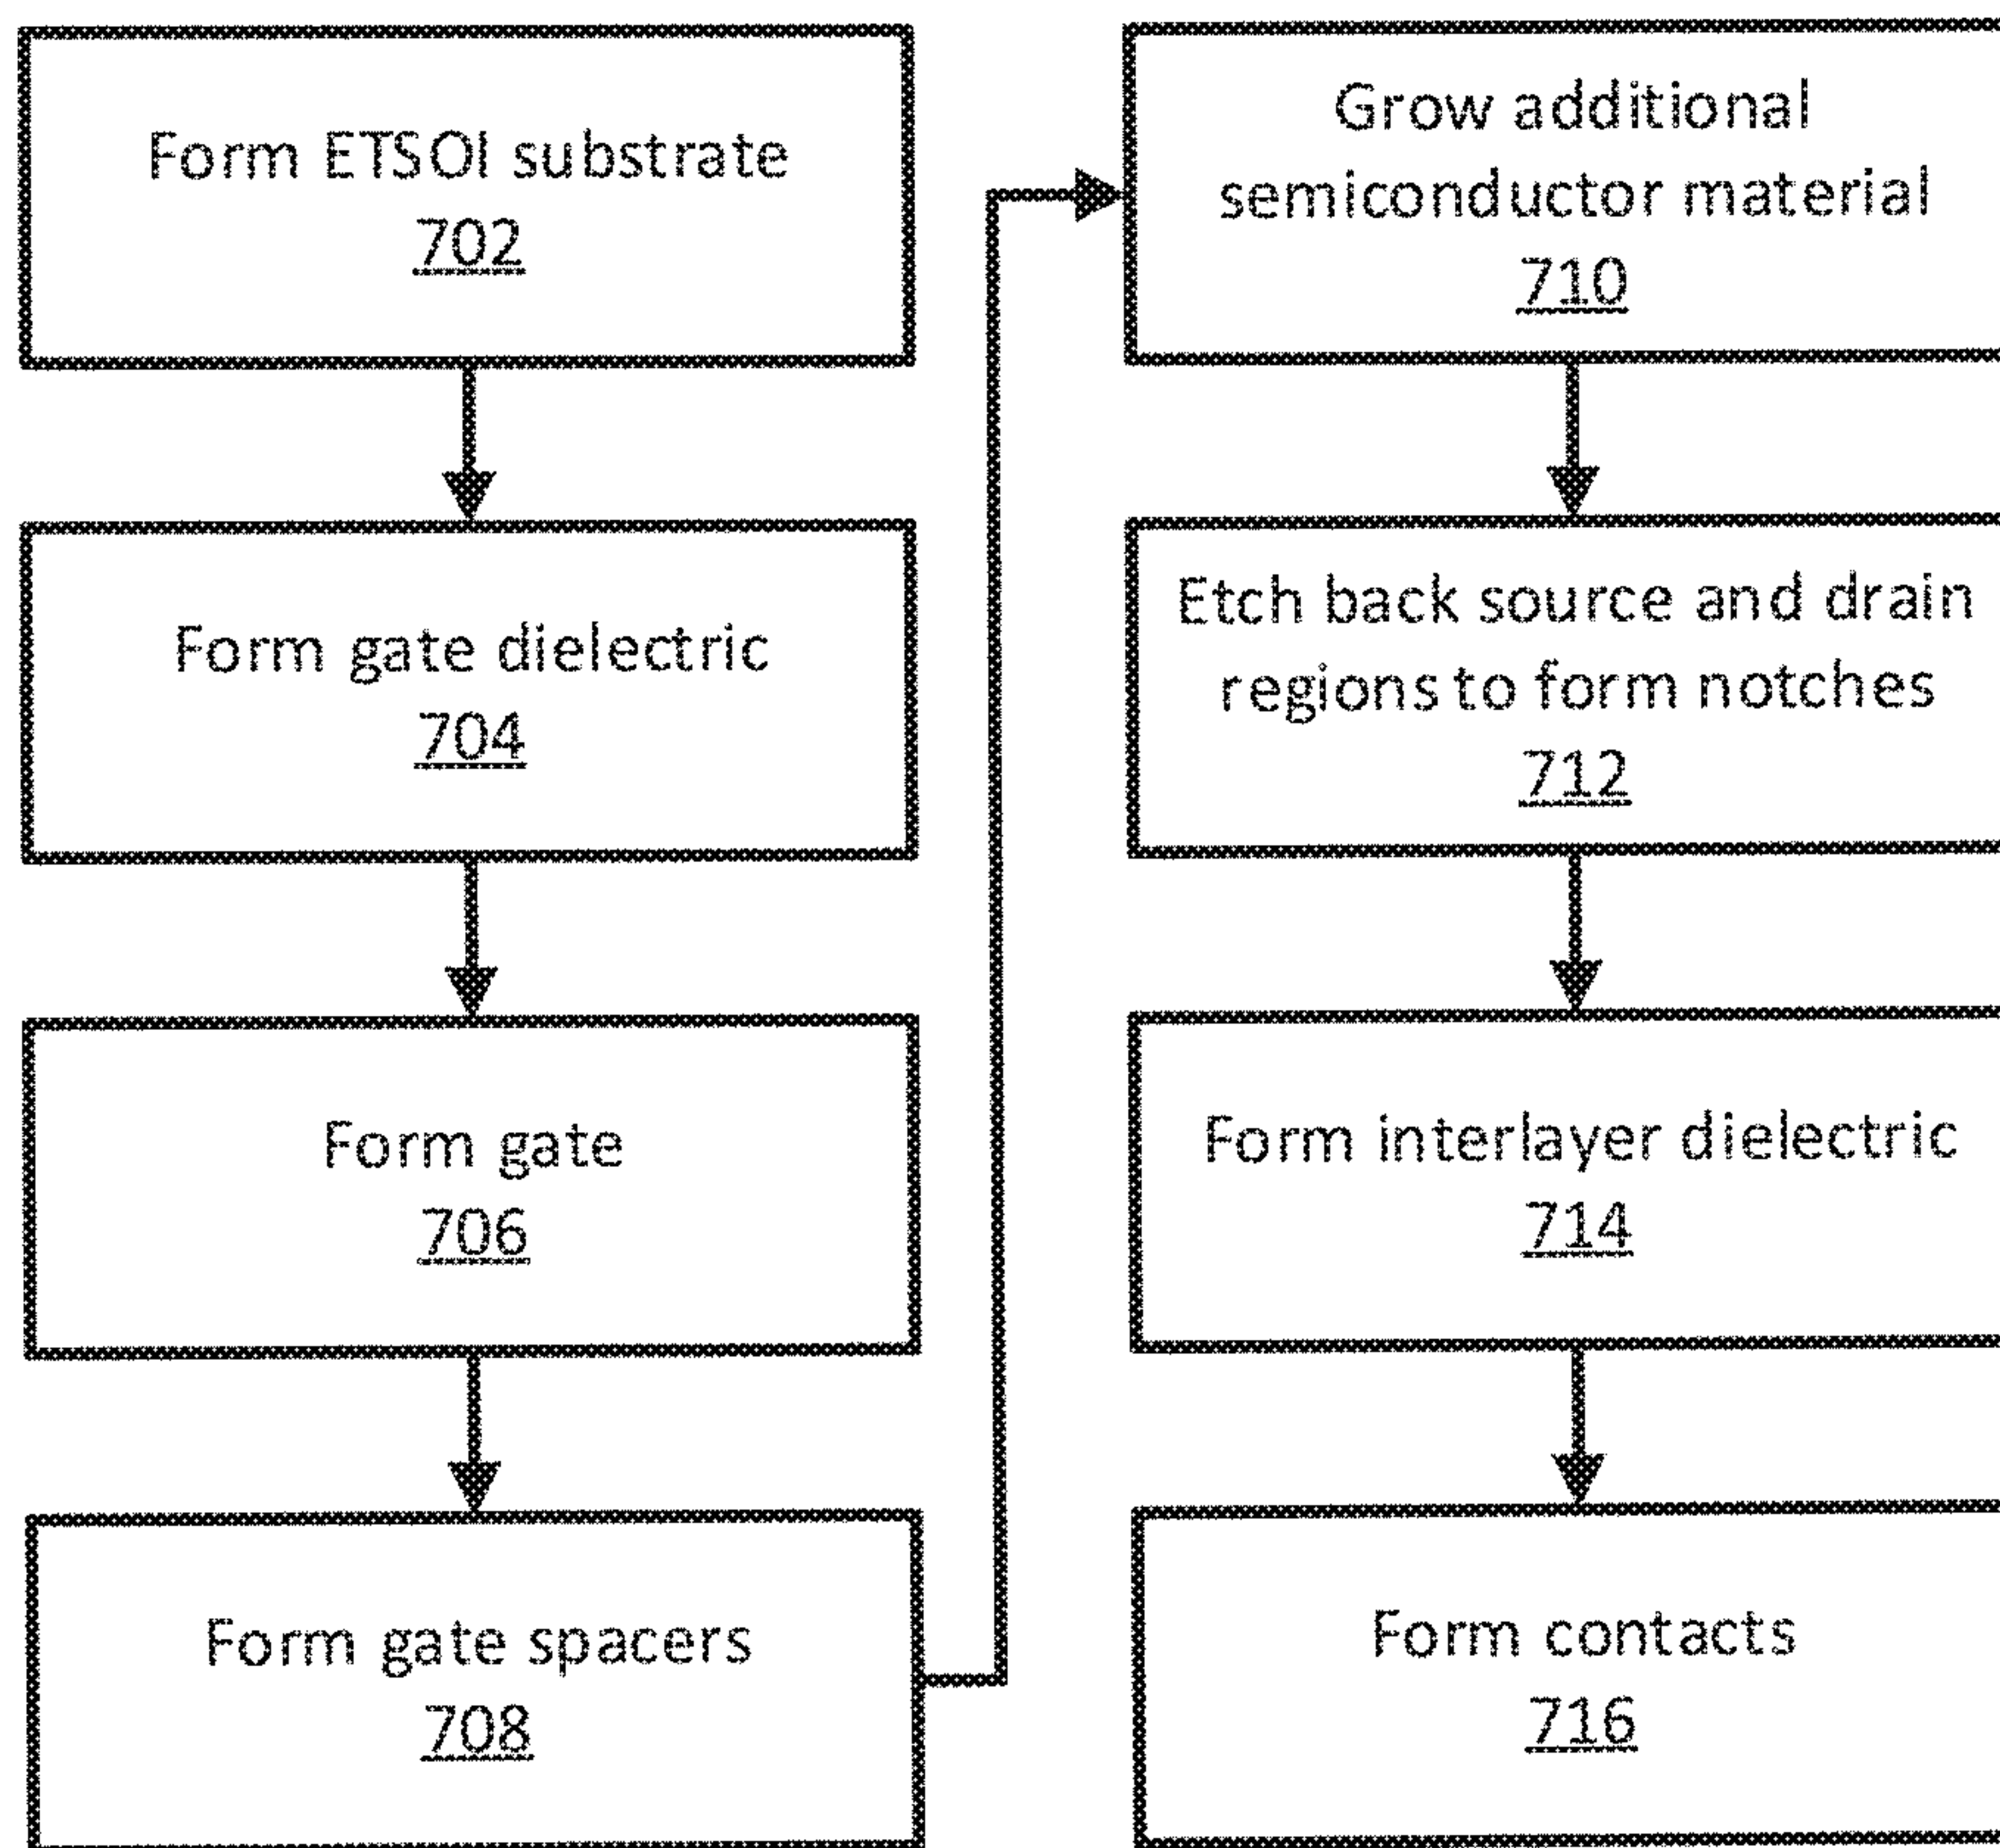 Form ETSOI substrate
702
Form gate dielectric
704
Form gate
706
Form gate spacers
708
Grow additional
semiconductor material
710
Etch back source and drain
regions to form notches
712
Form interlayer dielectric
714
Form contacts
716